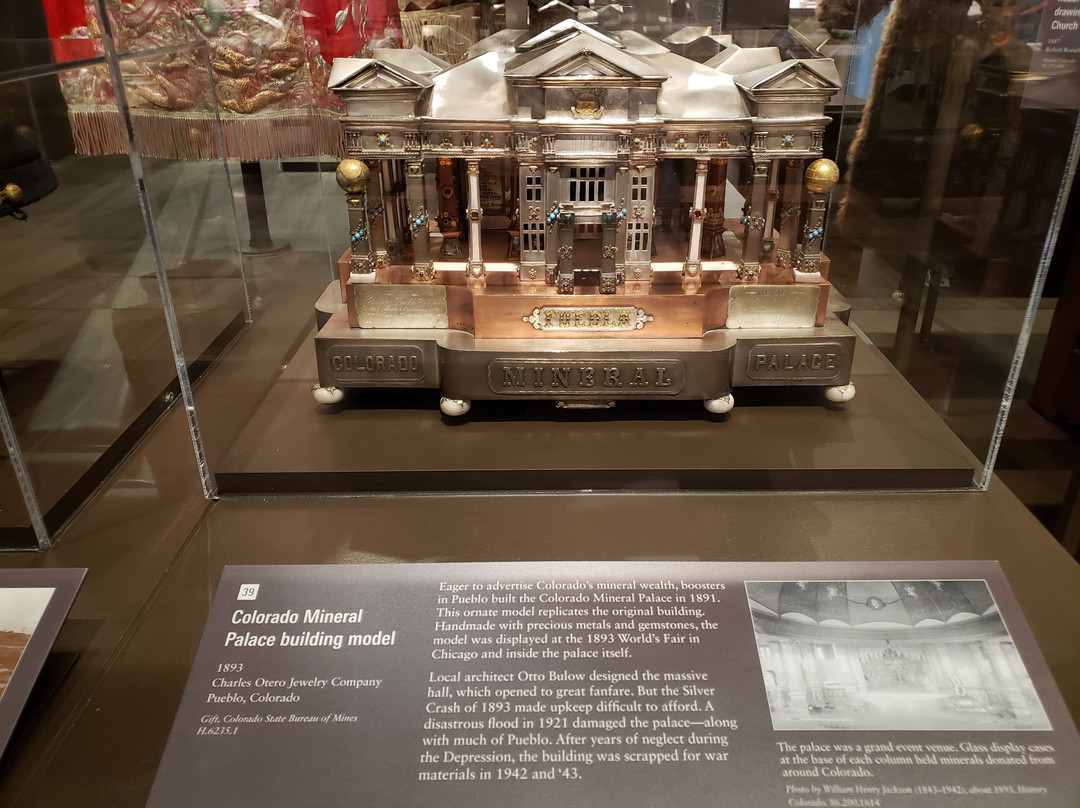 drawin
Church
PUEBLA
COLORADO
MINERAL
PALACE
39
Colorado Mineral
Palace building model
1893
Charles Otero Jewelry Company
Pueblo, Colorado
Gift, Colorado State Bureau of Mines
H.6235.1
Eager to advertise Colorado's mineral wealth, boosters
in Pueblo built the Colorado Mineral Palace in 1891.
This ornate model replicates the original building.
Handmade with precious metals and gemstones, the
model was displayed at the 1893 World's Fair in
Chicago and inside the palace itself.
Local architect Otto Bulow designed the massive
hall, which opened to great fanfare. But the Silver
Crash of 1893 made upkeep difficult to afford. A
disastrous flood in 1921 damaged the palace—along
with much of Pueblo. After years of neglect during
the Depression, the building was scrapped for war
materials in 1942 and '43.
The palace was a grand event venue. Glass display cases
at the base of each column held minerals donated from
around Colorado.
Photo by William Henry Jackson (1843–1942), about 1893. History
Colorado. 86.200.1614